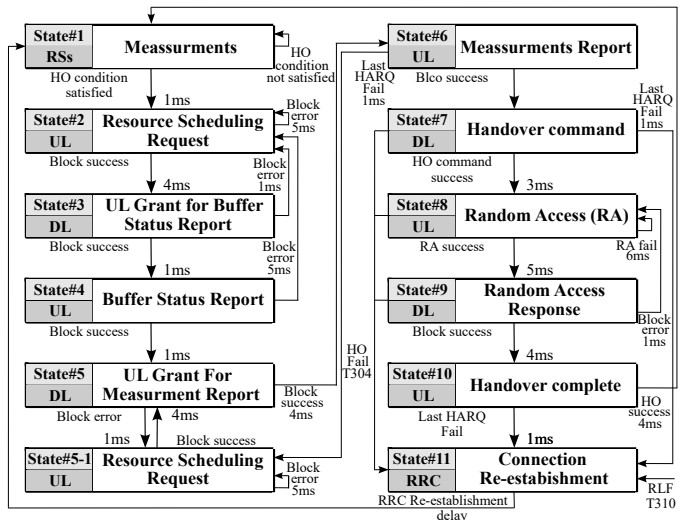 State#1
RSs
Meassurments
HO
condition
not satisfied
HO condition
satisfied
1ms
State#2
UL
Resource Scheduling
Request
Block
error
5ms
Block success
Block
error
1ms
4ms
State#3
DL
UL Grant for Buffer
Status Report
Block success
Block
error
5ms
1ms
State#4
UL
Buffer Status Report
Block success
1ms
State#5
DL
UL Grant For
Measurment Report
Block
success
4ms
Block error
4ms
1ms
Block success
State#5-1
UL
Resource Scheduling
Request
Block
error
5ms
State#6
UL
Meassurments Report
Last
HARQ
Fail
1ms
Blco success
Last
HARQ
Fail
1ms
State#7
DL
Handover command
HO command
success
3ms
State#8
UL
Random Access (RA)
RA success
RA fail
6ms
5ms
State#9
DL
Random Access
Response
Block success
Block
error
1ms
4ms
HO
Fail
T304
State#10
UL
Handover complete
HO
success
4ms
Last HARQ
Fail
1ms
State#11
RRC
Connection
Re-estabishment
RLF
T310
RRC Re-establishment
delay